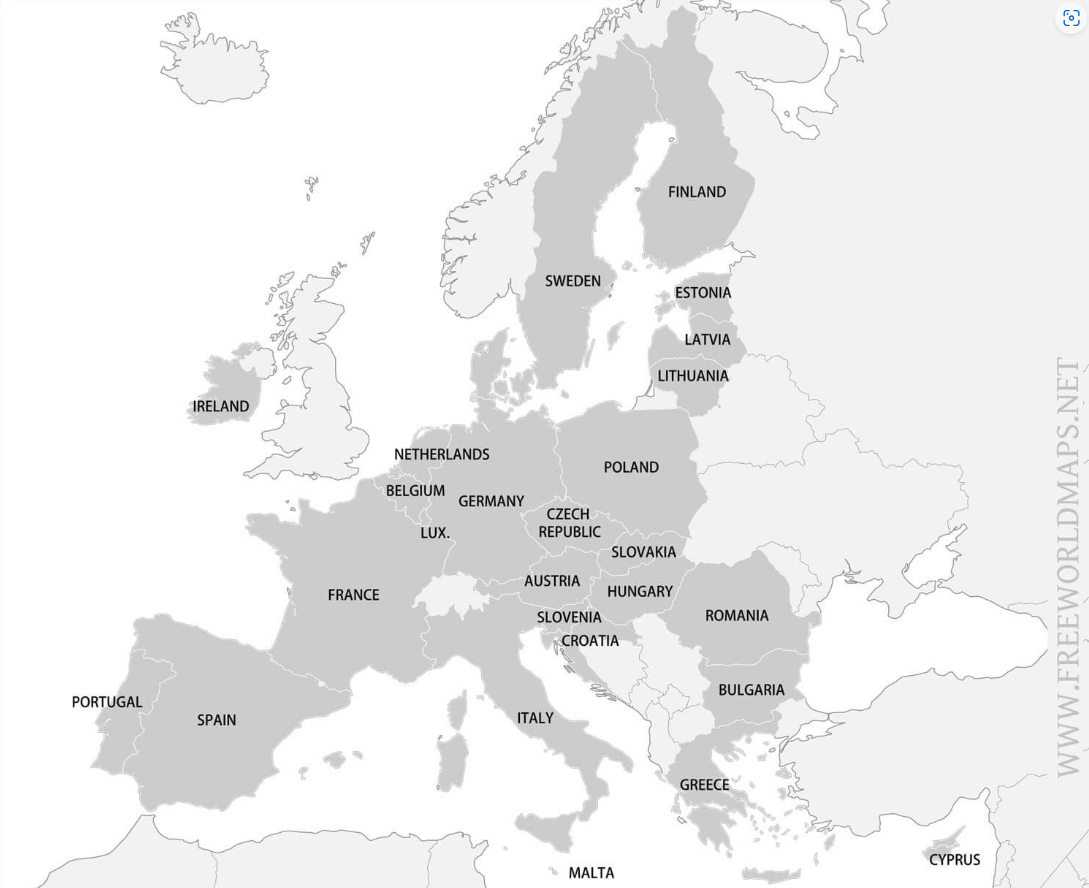 FINLAND
SWEDEN
ESTONIA
LATVIA
LITHUANIA
IRELAND
NETHERLANDS
POLAND
BELGIUM
GERMANY
CZECH
REPUBLIC
LUX.
SLOVAKIA
AUSTRIA
HUNGARY
FRANCE
ROMANIA
SLOVENIA
CROATIA
BULGARIA
PORTUGAL
SPAIN
ITALY
GREECE
CYPRUS
MALTA
WWW.FREEWORLDMAPS.NET